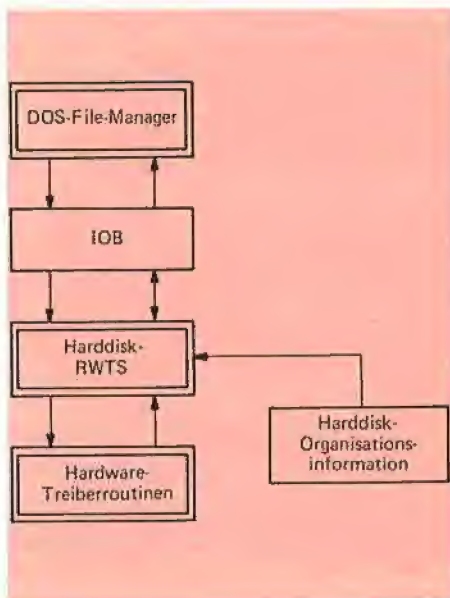 DOS-File-Manager
IOB
Harddisk-
RWTS
Harddisk-
Organisations-
information
Hardware-
Treiberroutinen